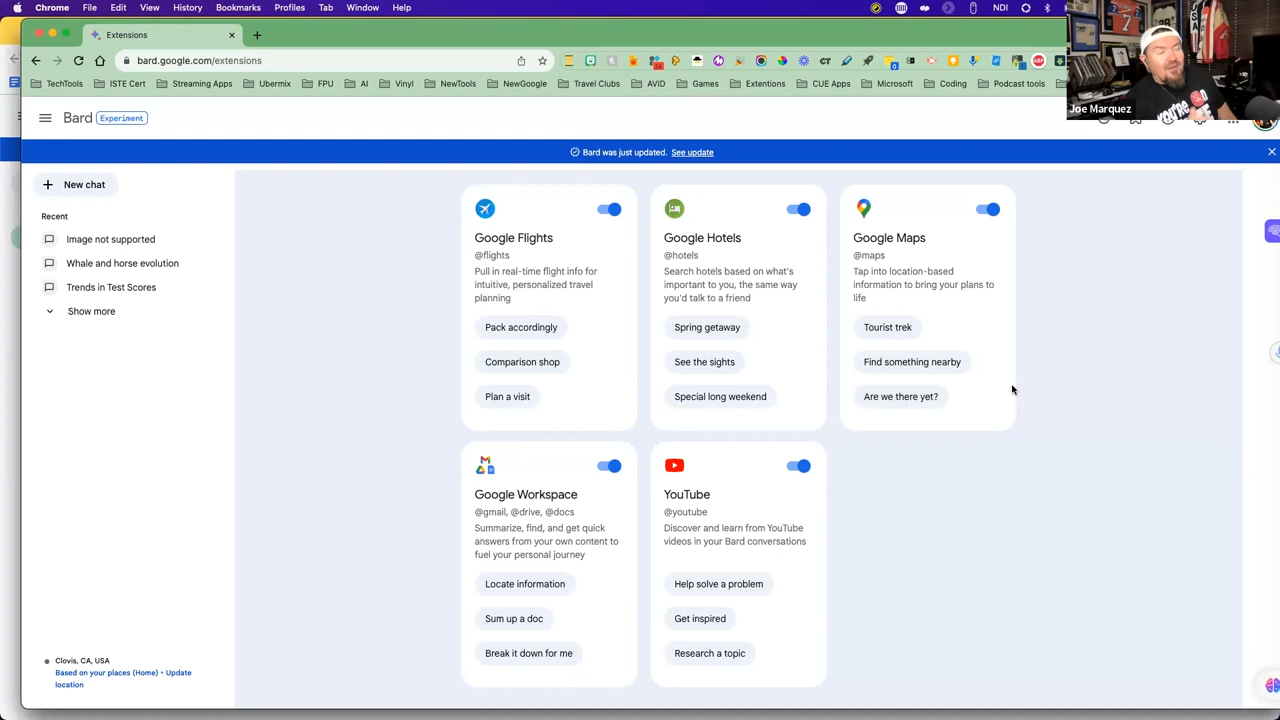 Chrome File Edit View History Bookmarks Profiles Tab Window Help NDI
Extensions
bard.google.com/extensions
TechTools ISTE Cert Streaming Apps Ubermix FPU AI Vinyl NewTools NewGoogle Travel Clubs AVID Games Extentions CUE Apps Microsoft Coding Podcast tools
Joe Marquez
Bard Experiment
Bard was just updated. See update
New chat
Recent
Image not supported
Whale and horse evolution
Trends in Test Scores
Show more
Google Flights
@flights
Pull in real-time flight info for
intuitive, personalized travel
planning
Pack accordingly
Comparison shop
Plan a visit
Google Hotels
@hotels
Search hotels based on what's
important to you, the same way
you'd talk to a friend
Spring getaway
See the sights
Special long weekend
Google Maps
@maps
Tap into location-based
information to bring your plans to
life
Tourist trek
Find something nearby
Are we there yet?
Google Workspace
@gmail, @drive, @docs
Summarize, find, and get quick
answers from your own content to
fuel your personal journey
Locate information
Sum up a doc
Break it down for me
YouTube
@youtube
Discover and learn from YouTube
videos in your Bard conversations
Help solve a problem
Get inspired
Research a topic
Clovis, CA, USA
Based on your places (Home) • Update
location